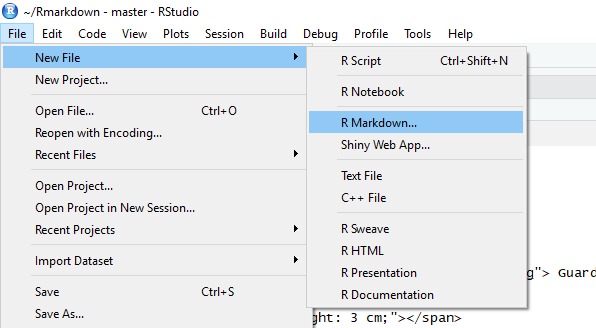 R ~/Rmarkdown - master - RStudio
File Edit Code View Plots Session Build Debug Profile Tools Help
New File
New Project...
Open File... Ctrl+O
Reopen with Encoding...
Recent Files
Open Project...
Open Project in New Session...
Recent Projects
Import Dataset
Save Ctrl+S
Save As...
R Script Ctrl+Shift+N
R Notebook
R Markdown...
Shiny Web App...
Text File
C++ File
R Sweave
R HTML
R Presentation
R Documentation
g"> Guar
ght: 3 cm;"></span>